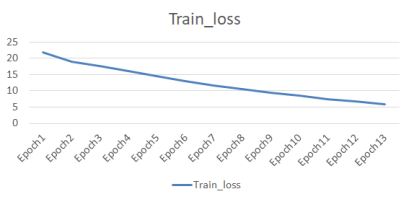 Train_loss
25
20
15
10
5
0
Epoch1
Epoch2
Epoch3
Epoch4
Epoch5
Epoch6
Epoch7
Epoch8
Epoch9
Epoch10
Epoch11
Epoch12
Epoch13
Train_loss